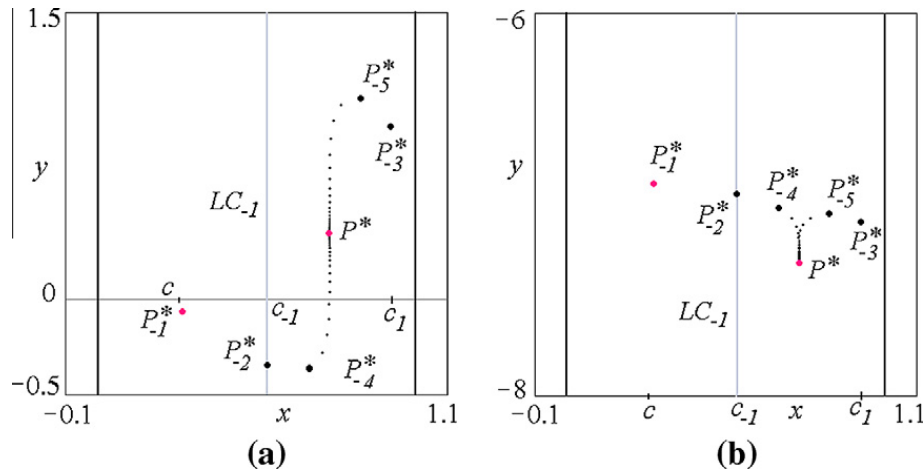 1.5
P*-5
P*-3
y
LC-1
P*
c
0
P*-1
c-1
c1
P*-2
P*-4
-0.5
-0.1
x
1.1
(a)
-6
y
P*-1
P*-2
P*-4
P*-5
P*-3
P*
LC-1
-8
-0.1
c
c-1
x
c1
1.1
(b)